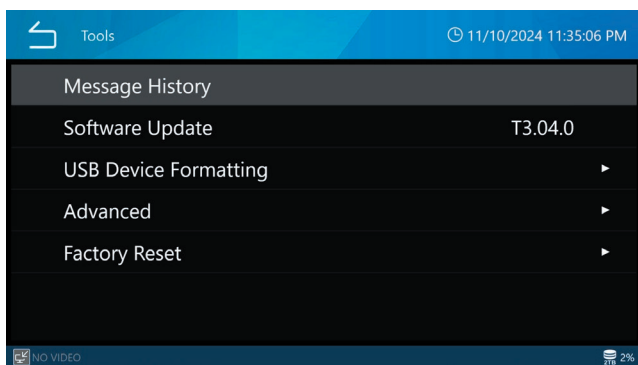 Tools 11/10/2024 11:35:06 PM
Message History
Software Update T3.04.0
USB Device Formatting
Advanced
Factory Reset
NO VIDEO 2TB 2%